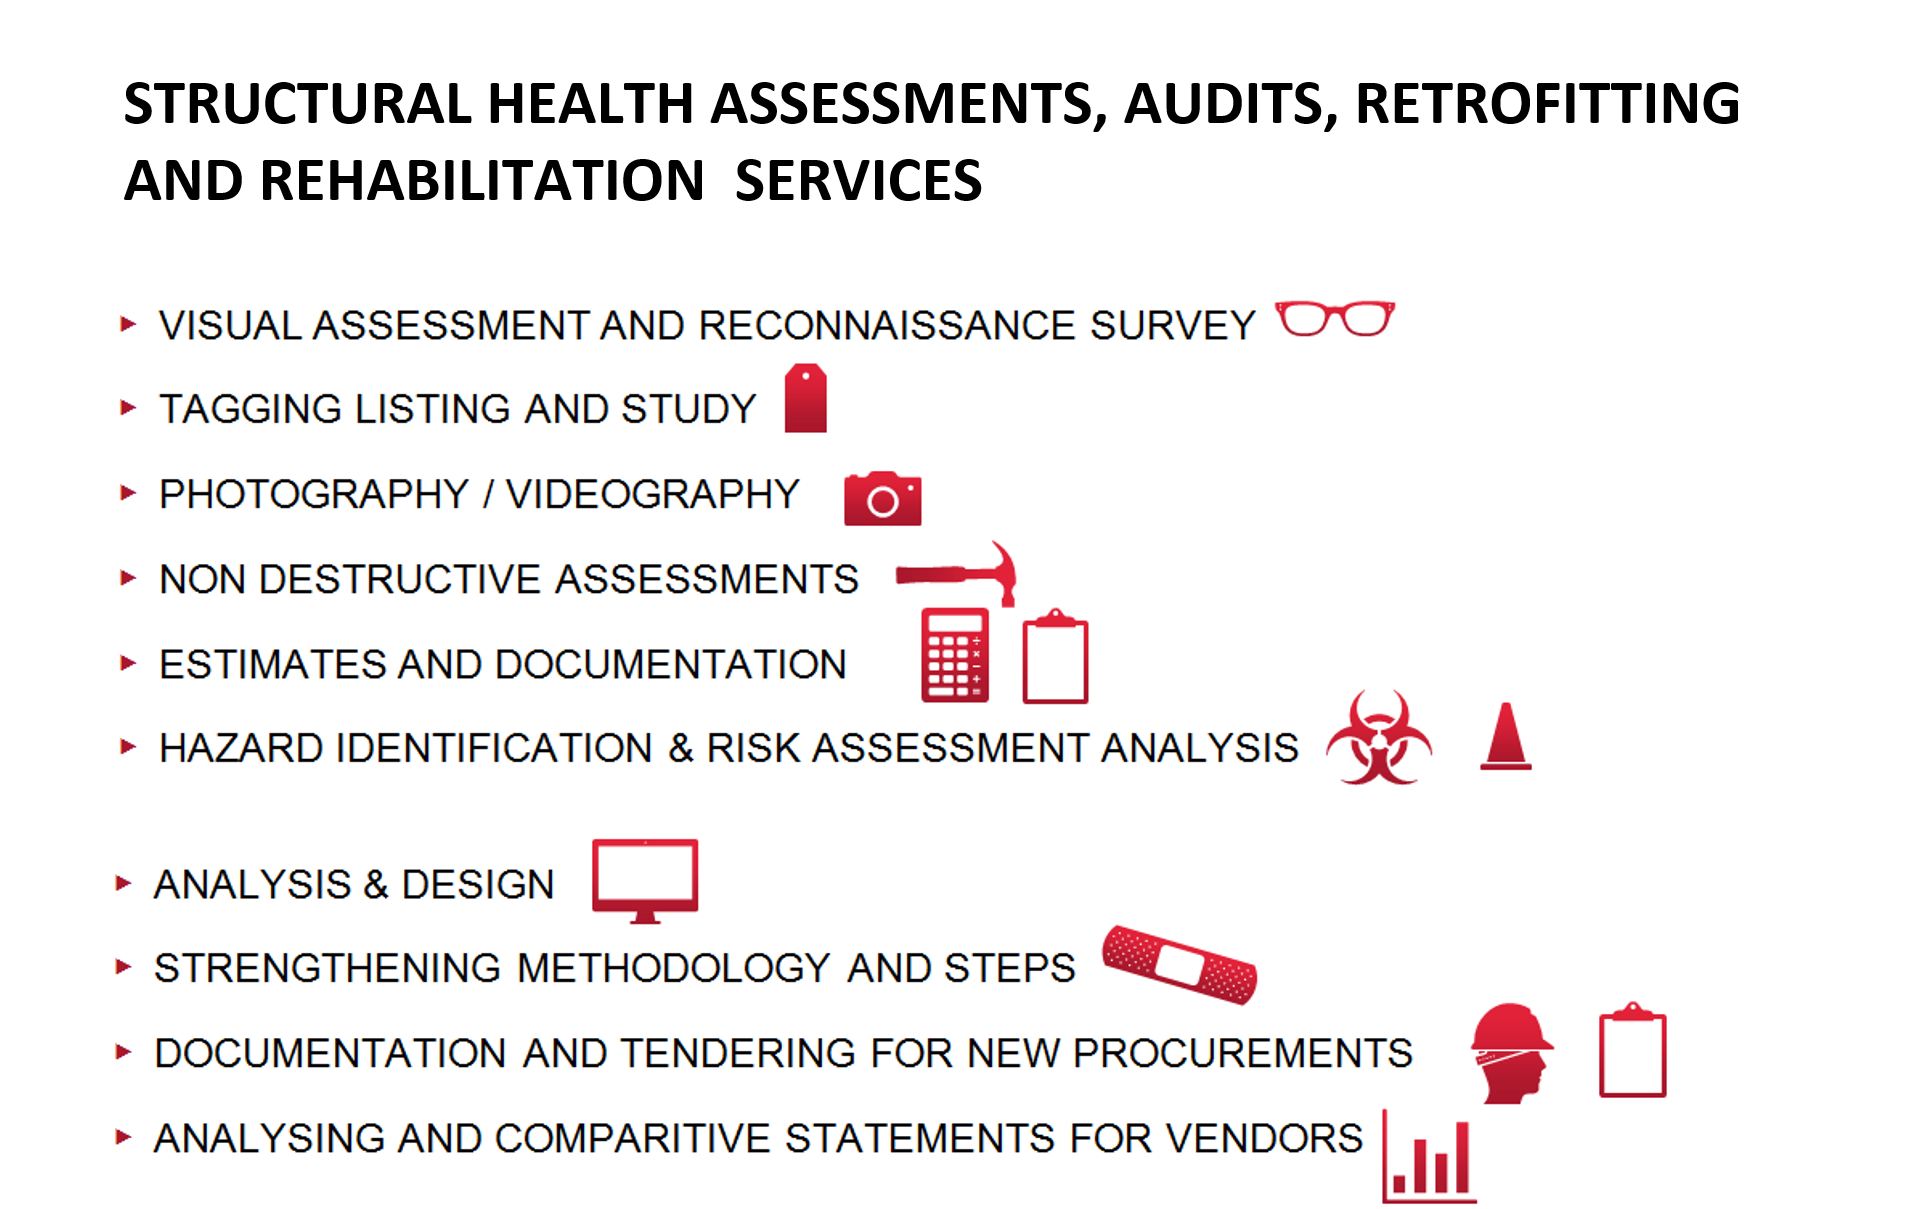 STRUCTURAL HEALTH ASSESSMENTS, AUDITS, RETROFITTING
AND REHABILITATION SERVICES
VISUAL ASSESSMENT AND RECONNAISSANCE SURVEY
TAGGING LISTING AND STUDY
PHOTOGRAPHY / VIDEOGRAPHY
NON DESTRUCTIVE ASSESSMENTS
ESTIMATES AND DOCUMENTATION
HAZARD IDENTIFICATION & RISK ASSESSMENT ANALYSIS
ANALYSIS & DESIGN
STRENGTHENING METHODOLOGY AND STEPS
DOCUMENTATION AND TENDERING FOR NEW PROCUREMENTS
ANALYSING AND COMPARITIVE STATEMENTS FOR VENDORS